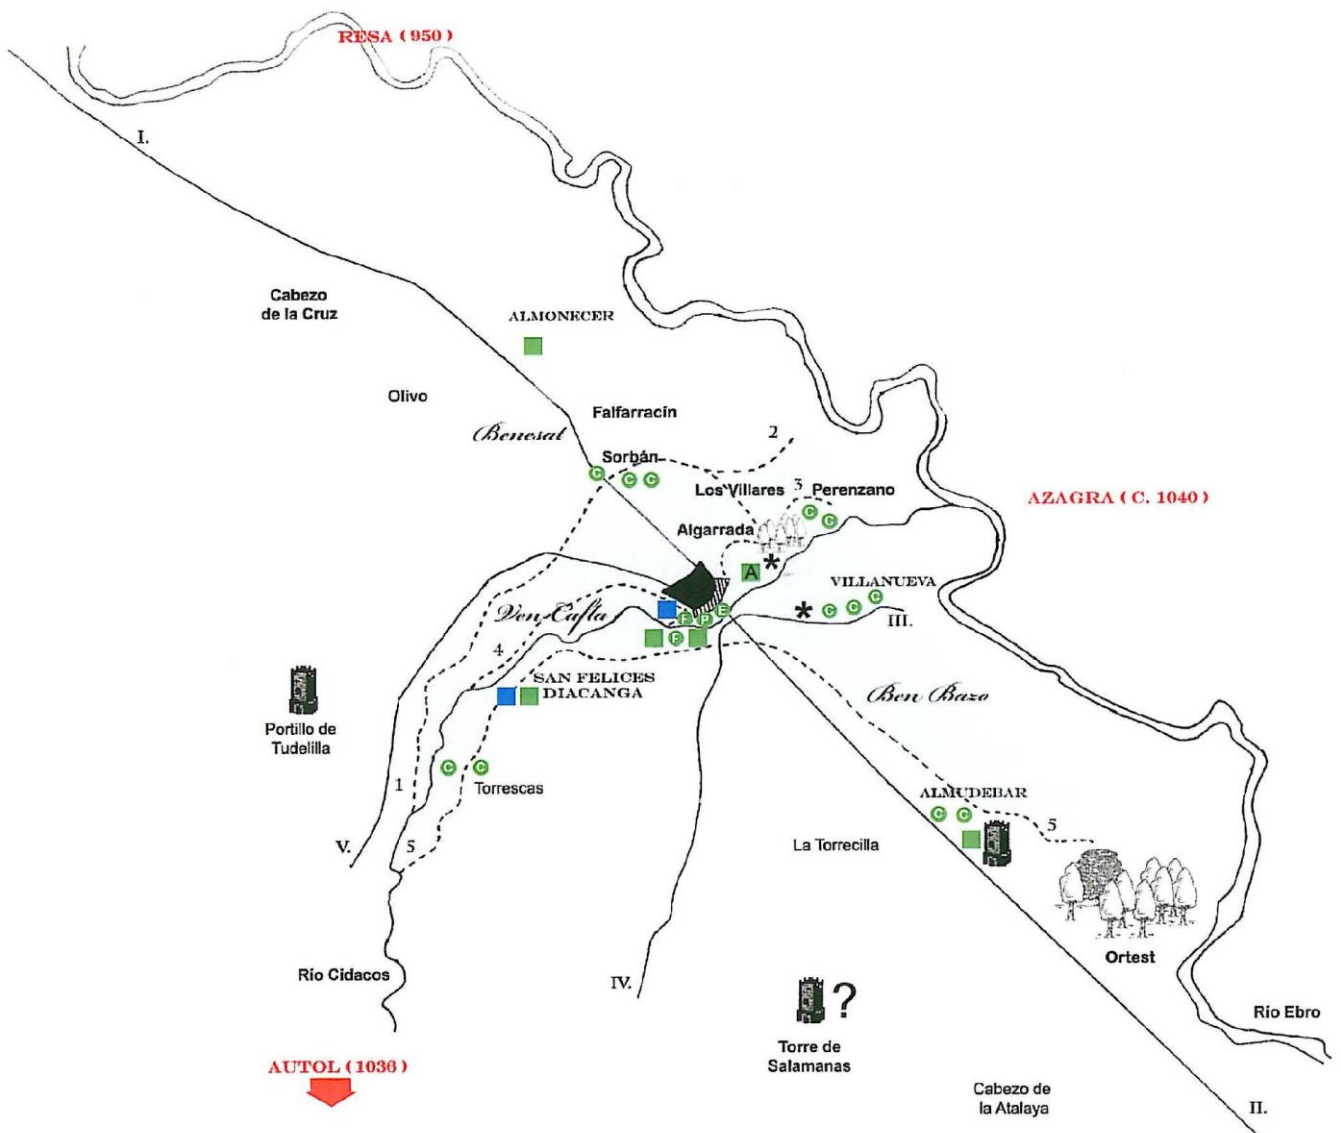 RESA ( 950 )
I.
Cabezo
de la Cruz
ALMONECER
Olivo
Falfarracín
Benesat
2
Sorbán
C
C
C
Los Villares
3
Perenzano
AZAGRA ( C. 1040 )
C
C
Algarrada
*
A
VILLANUEVA
*
C
C
C
III.
Ven Cafla
F
P
E
F
4
SAN FELICES
DIACANGA
Ben Bazo
Portillo de
Tudelilla
C
C
Torrescas
1
ALMUDEBAR
C
C
5
V.
5
La Torrecilla
Ortest
Río Cidacos
IV.
?
Río Ebro
Torre de
Salamanas
AUTOL ( 1036 )
Cabezo de
la Atalaya
II.